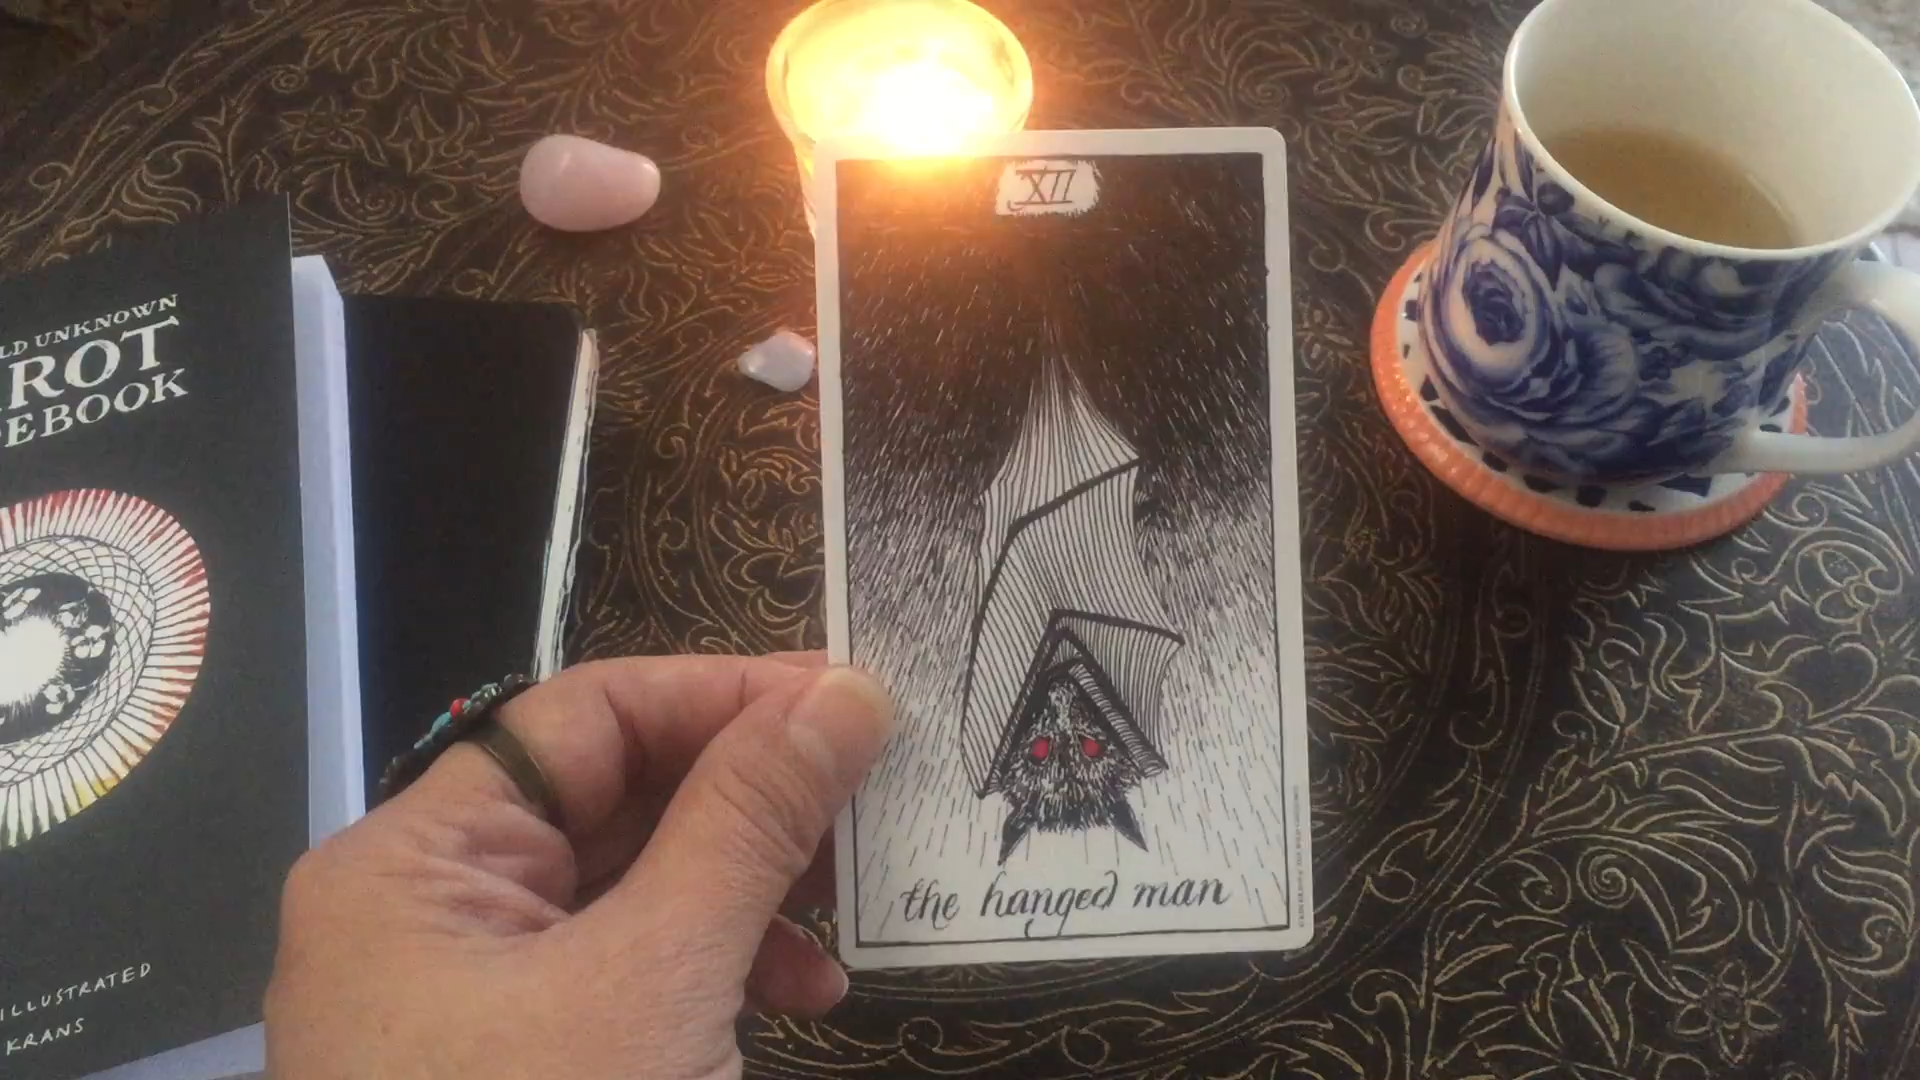 LD UNKNOWN
ROT
EBOOK
ILLUSTRATED
KRANS
XII
the hanged man